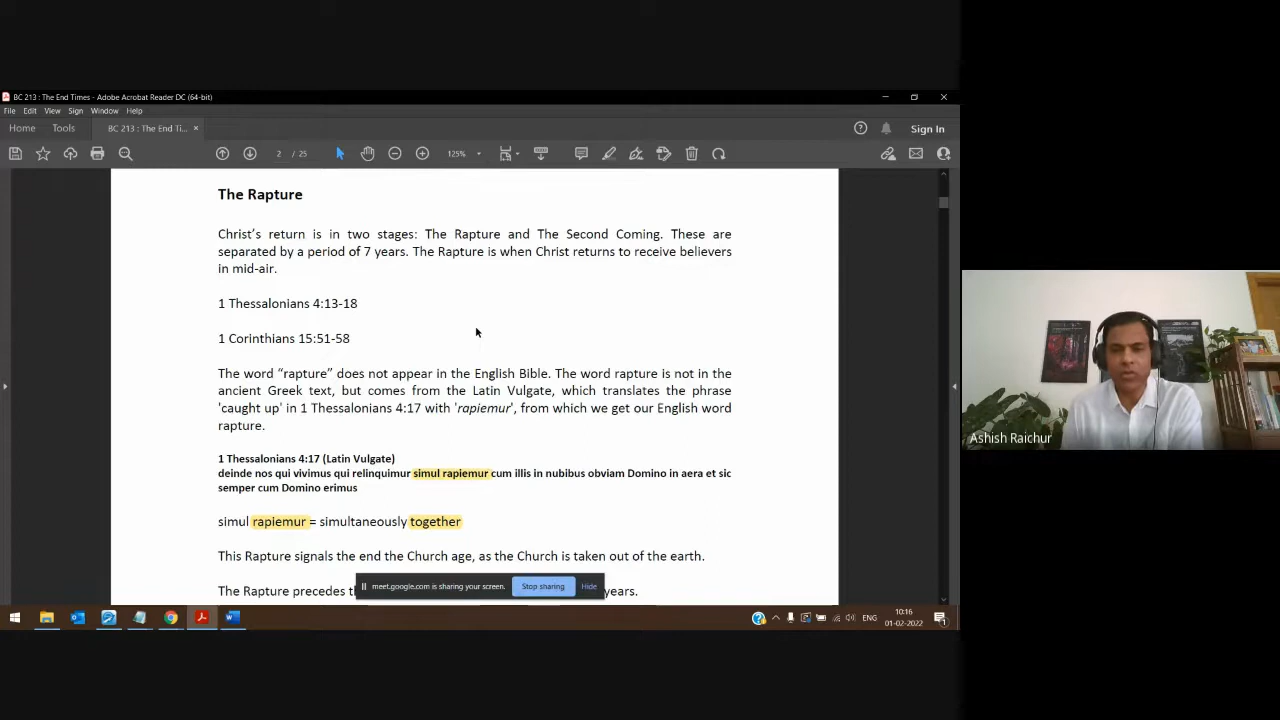 BC 213 : The End Times - Adobe Acrobat Reader DC (64-bit)
File Edit View Sign Window Help
Home Tools BC 213 : The End Ti... × Sign In
2 / 25 125%
The Rapture
Christ's return is in two stages: The Rapture and The Second Coming. These are
separated by a period of 7 years. The Rapture is when Christ returns to receive believers
in mid-air.
1 Thessalonians 4:13-18
1 Corinthians 15:51-58
The word “rapture” does not appear in the English Bible. The word rapture is not in the
ancient Greek text, but comes from the Latin Vulgate, which translates the phrase
'caught up' in 1 Thessalonians 4:17 with 'rapiemur', from which we get our English word
rapture.
1 Thessalonians 4:17 (Latin Vulgate)
deinde nos qui vivimus qui relinquimur simul rapiemur cum illis in nubibus obviam Domino in aera et sic
semper cum Domino erimus
simul rapiemur = simultaneously together
This Rapture signals the end the Church age, as the Church is taken out of the earth.
The Rapture precedes years.
meet.google.com is sharing your screen. Stop sharing Hide
Ashish Raichur
ENG 10:16
01-02-2022